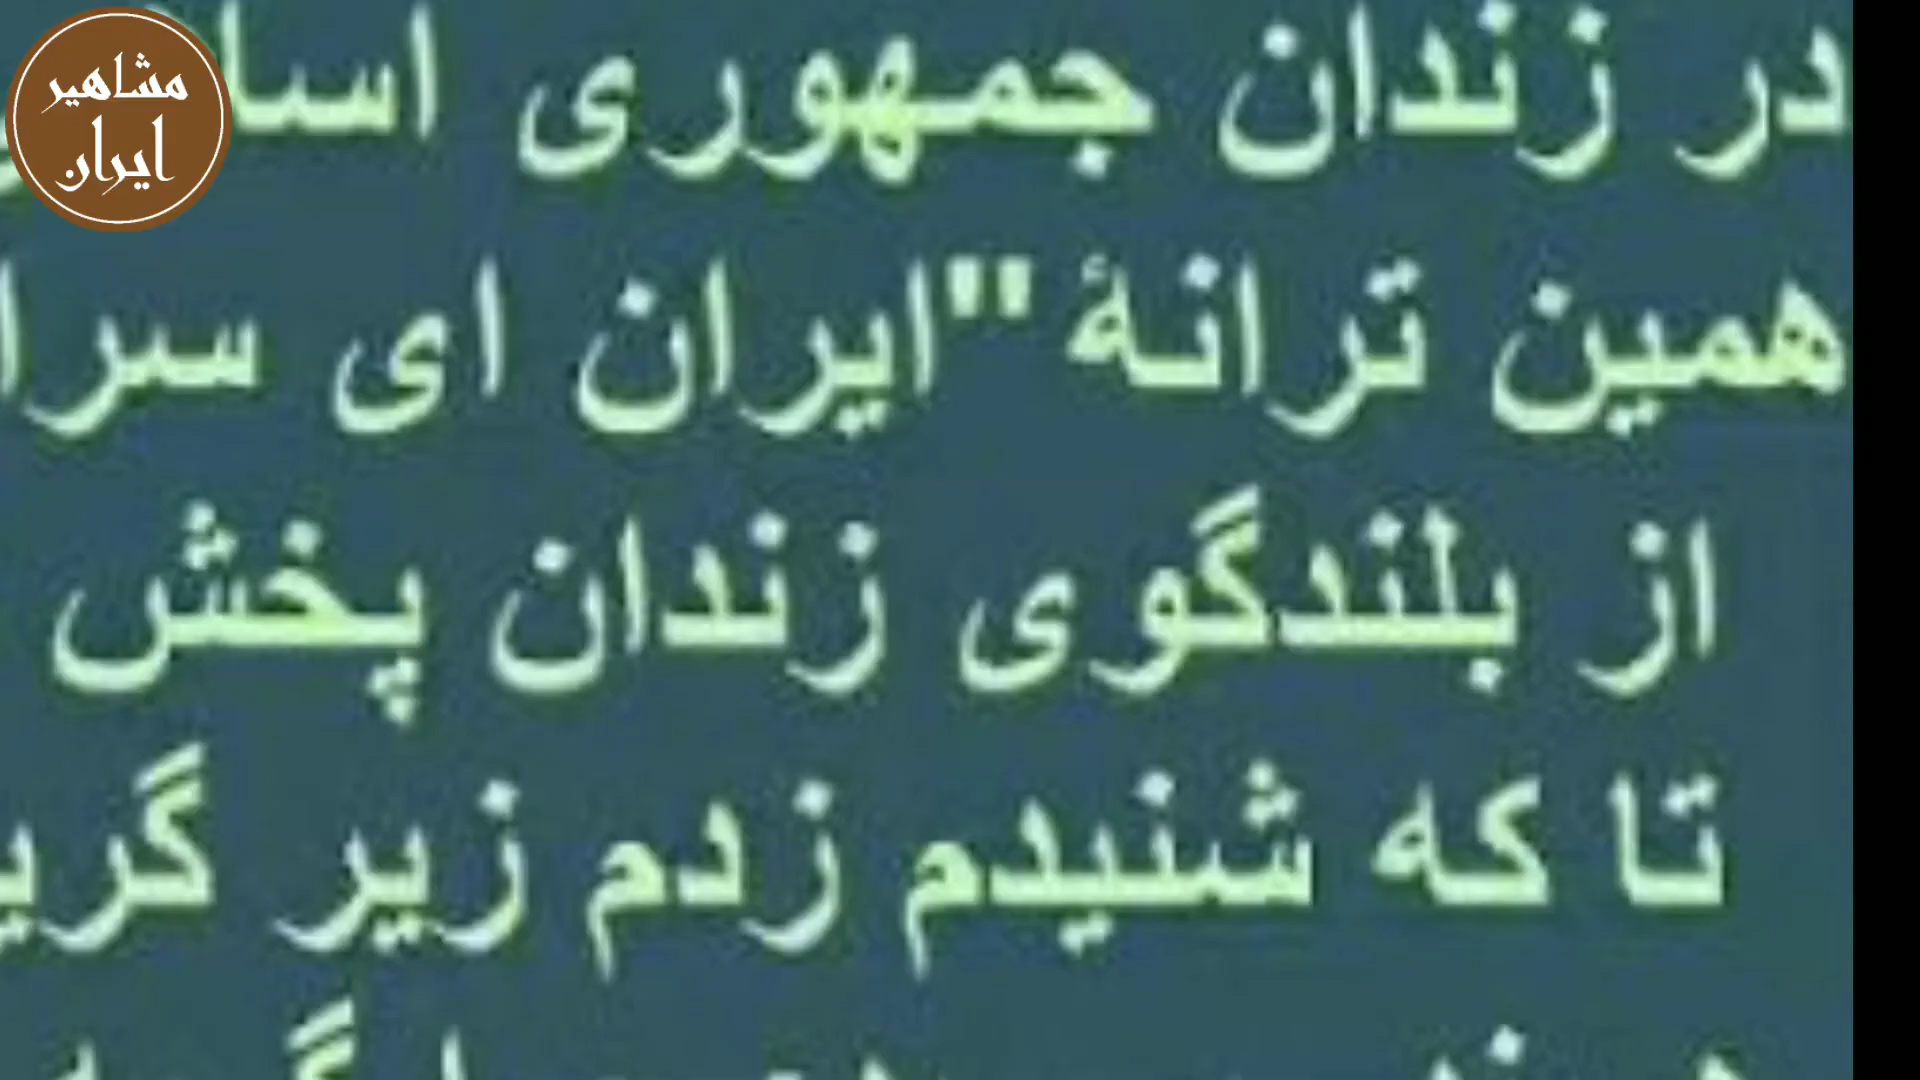 مشاهیر
ایران
در زندان جمهوری
همین ترانهٔ "ایران ای
از بلندگوی زندان پخش
تا که شنیدم زدم زیر